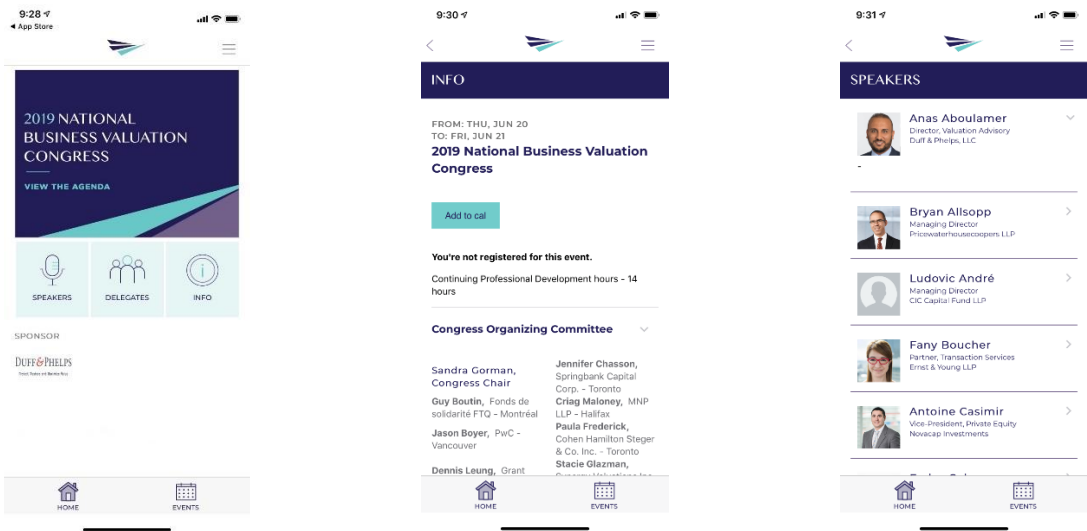 9:28
App Store
2019 NATIONAL
BUSINESS VALUATION
CONGRESS
VIEW THE AGENDA
SPEAKERS
DELEGATES
INFO
SPONSOR
DUFF&PHELPS
HOME
EVENTS
9:30
INFO
FROM: THU, JUN 20
TO: FRI, JUN 21
2019 National Business Valuation
Congress
Add to cal
You're not registered for this event.
Continuing Professional Development hours - 14
hours
Congress Organizing Committee
Sandra Gorman,
Congress Chair
Guy Boutin, Fonds de
solidarité FTQ - Montréal
Jason Boyer, PwC -
Vancouver
Dennis Leung, Grant
Jennifer Chasson,
Springbank Capital
Corp. - Toronto
Criag Maloney, MNP
LLP - Halifax
Paula Frederick,
Cohen Hamilton Steger
& Co. Inc. - Toronto
Stacie Glazman,
HOME
EVENTS
9:31
SPEAKERS
Anas Aboulamer
Director, Valuation Advisory
Duff & Phelps, LLC
-
Bryan Allsopp
Managing Director
Pricewaterhousecoopers LLP
Ludovic André
Managing Director
CIC Capital Fund LLP
Fany Boucher
Partner, Transaction Services
Ernst & Young LLP
Antoine Casimir
Vice-President, Private Equity
Novacap Investments
HOME
EVENTS